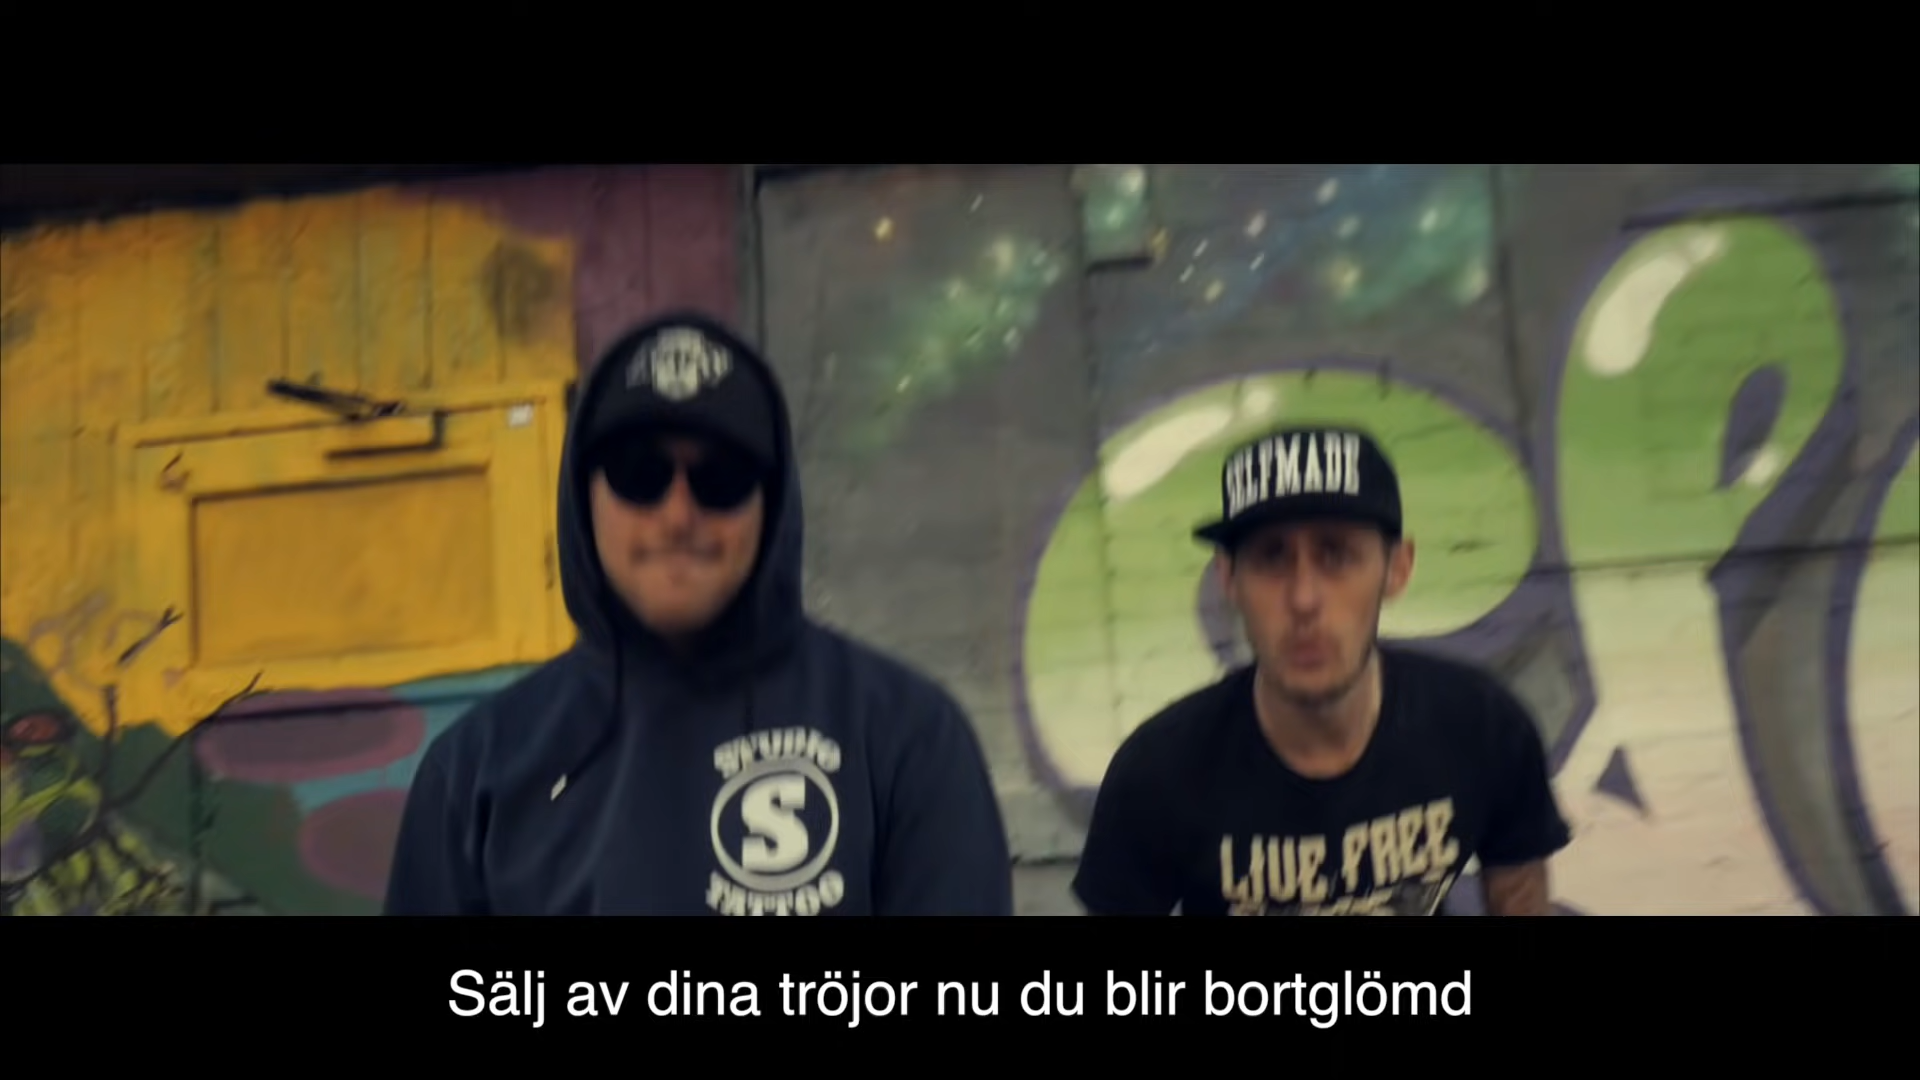 SELFMADE
STUDIO
S
TATTOO
LIVE FREE
Sälj av dina tröjor nu du blir bortglömd